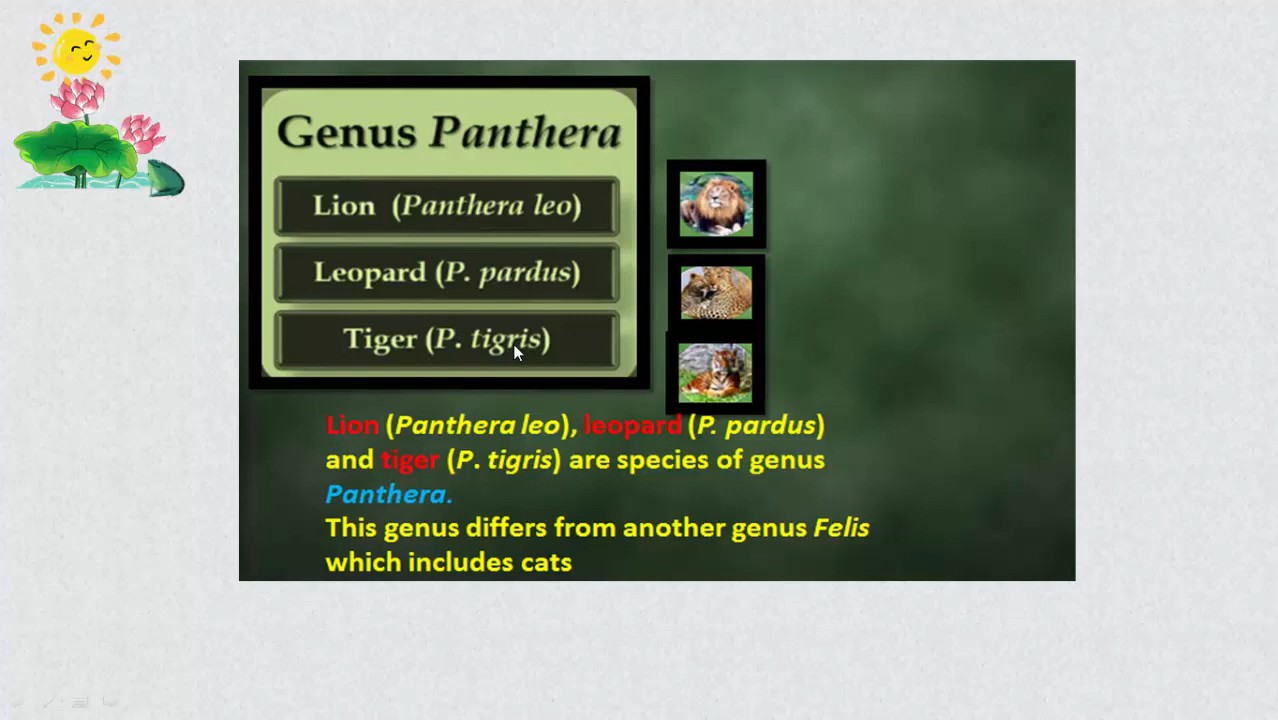 Genus Panthera
Lion (Panthera leo)
Leopard (P. pardus)
Tiger (P. tigris)
Lion (Panthera leo), leopard (P. pardus)
and tiger (P. tigris) are species of genus
Panthera.
This genus differs from another genus Felis
which includes cats